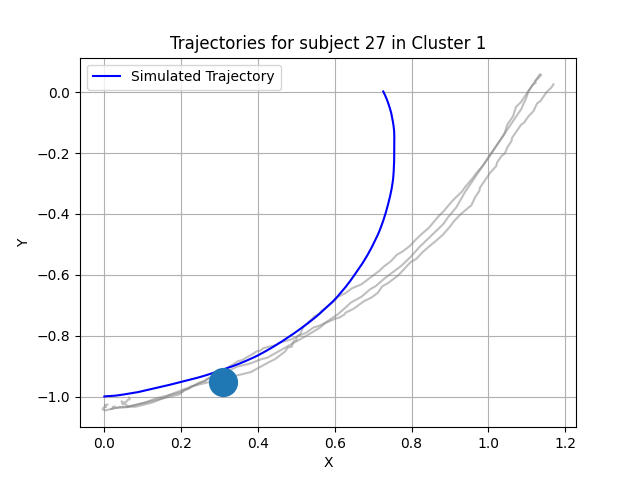 Trajectories for subject 27 in Cluster 1
Simulated Trajectory
0.0
−0.2
−0.4
−0.6
−0.8
−1.0
Y
0.0 0.2 0.4 0.6 0.8 1.0 1.2
X